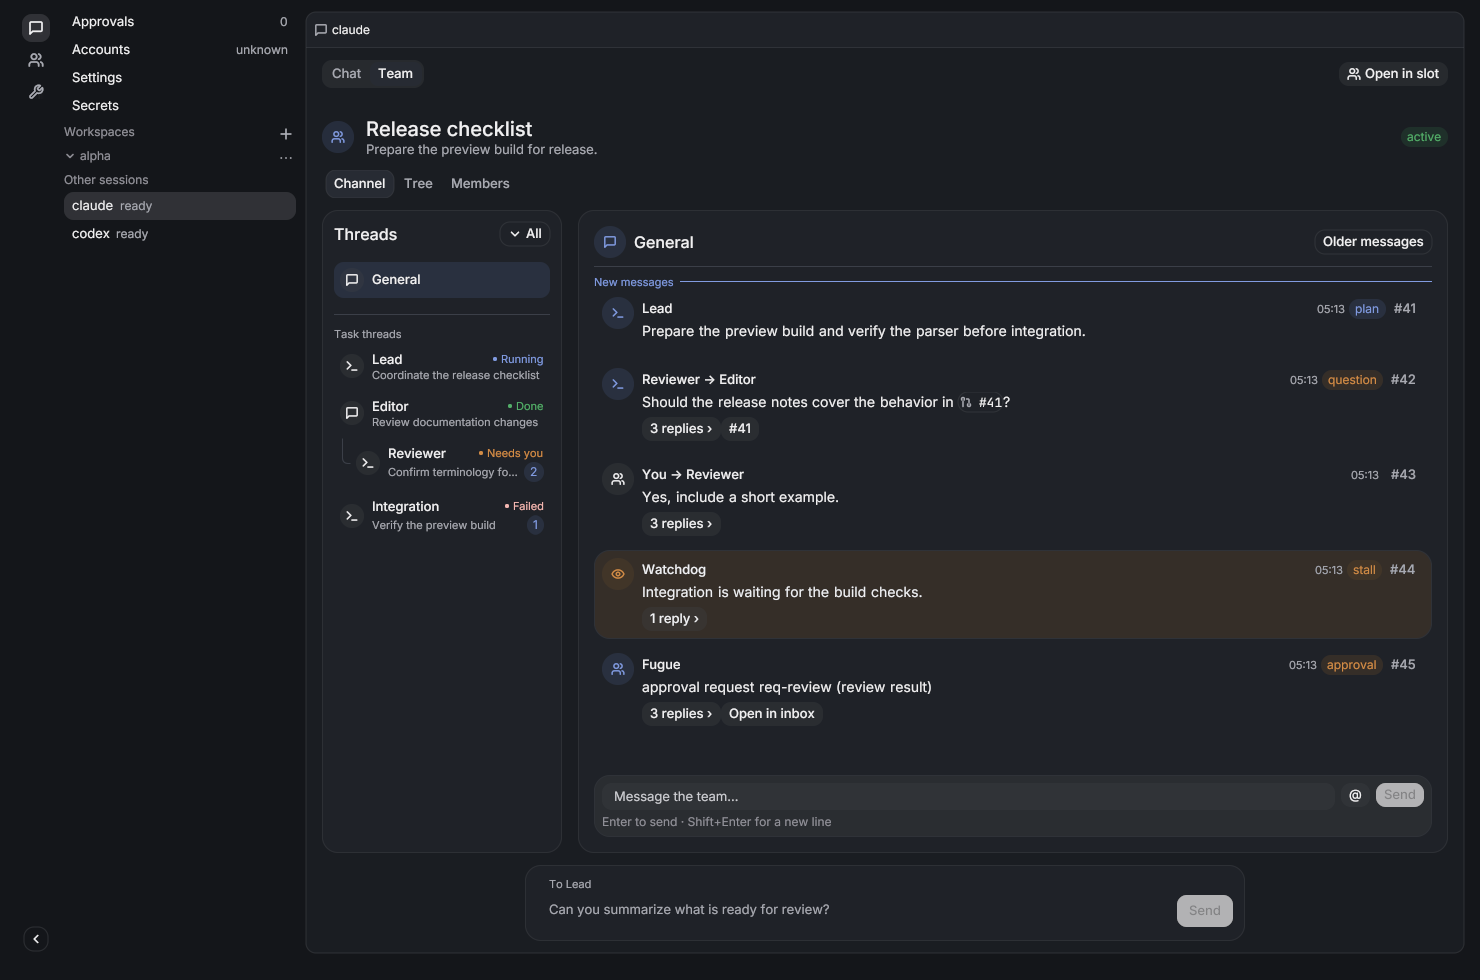 Approvals 0
Accounts unknown
Settings
Secrets
Workspaces
alpha
Other sessions
claude ready
codex ready
claude
Chat Team
Open in slot
Release checklist
Prepare the preview build for release.
active
Channel Tree Members
Threads
All
General
Task threads
Lead Running
Coordinate the release checklist
Editor Done
Review documentation changes
Reviewer Needs you
Confirm terminology fo... 2
Integration Failed
Verify the preview build 1
General
Older messages
New messages
Lead 05:13 plan #41
Prepare the preview build and verify the parser before integration.
Reviewer → Editor 05:13 question #42
Should the release notes cover the behavior in #41?
3 replies › #41
You → Reviewer 05:13 #43
Yes, include a short example.
3 replies ›
Watchdog 05:13 stall #44
Integration is waiting for the build checks.
1 reply ›
Fugue 05:13 approval #45
approval request req-review (review result)
3 replies › Open in inbox
Message the team... @ Send
Enter to send · Shift+Enter for a new line
To Lead
Can you summarize what is ready for review?
Send